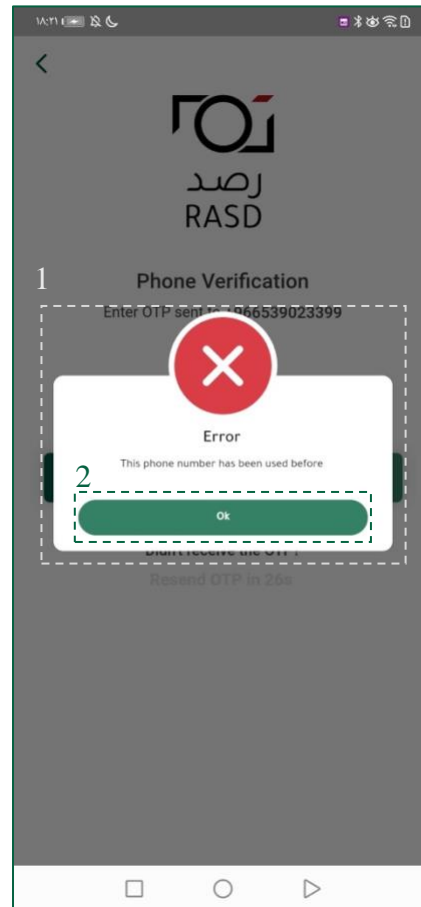 ١٨:٢١
رصد
RASD
1
Phone Verification
Enter OTP sent to +966539023399
Error
This phone number has been used before
2
Ok
Didn't receive the OTP?
Resend OTP in 26s